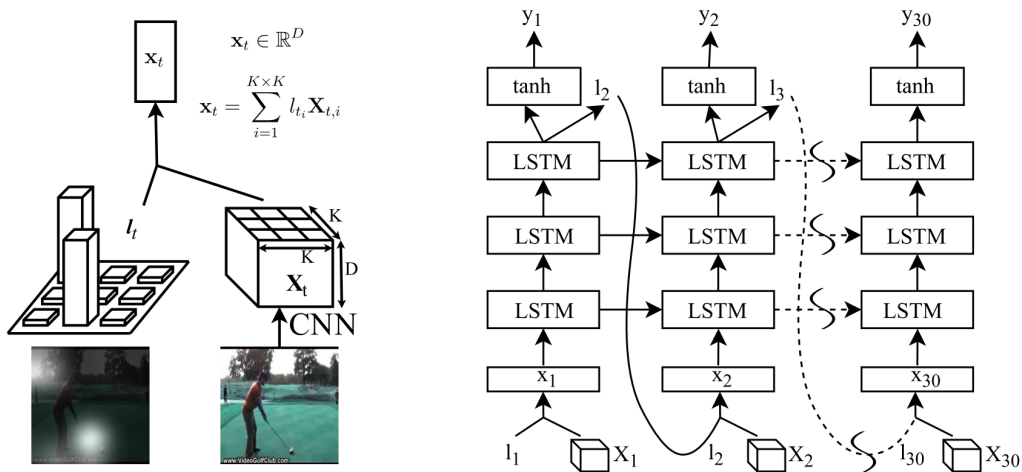 x_t
x_t ∈ ℝ^D
x_t = ∑_{i=1}^{K×K} l_{t_i} X_{t,i}
l_t
K
K
D
X_t
CNN
www.VideoGolfClub.com
www.VideoGolfClub.com
y_1 y_2 y_30
tanh tanh tanh
l_2 l_3
LSTM LSTM LSTM
LSTM LSTM LSTM
LSTM LSTM LSTM
x_1 x_2 x_30
l_1 X_1 l_2 X_2 l_30 X_30